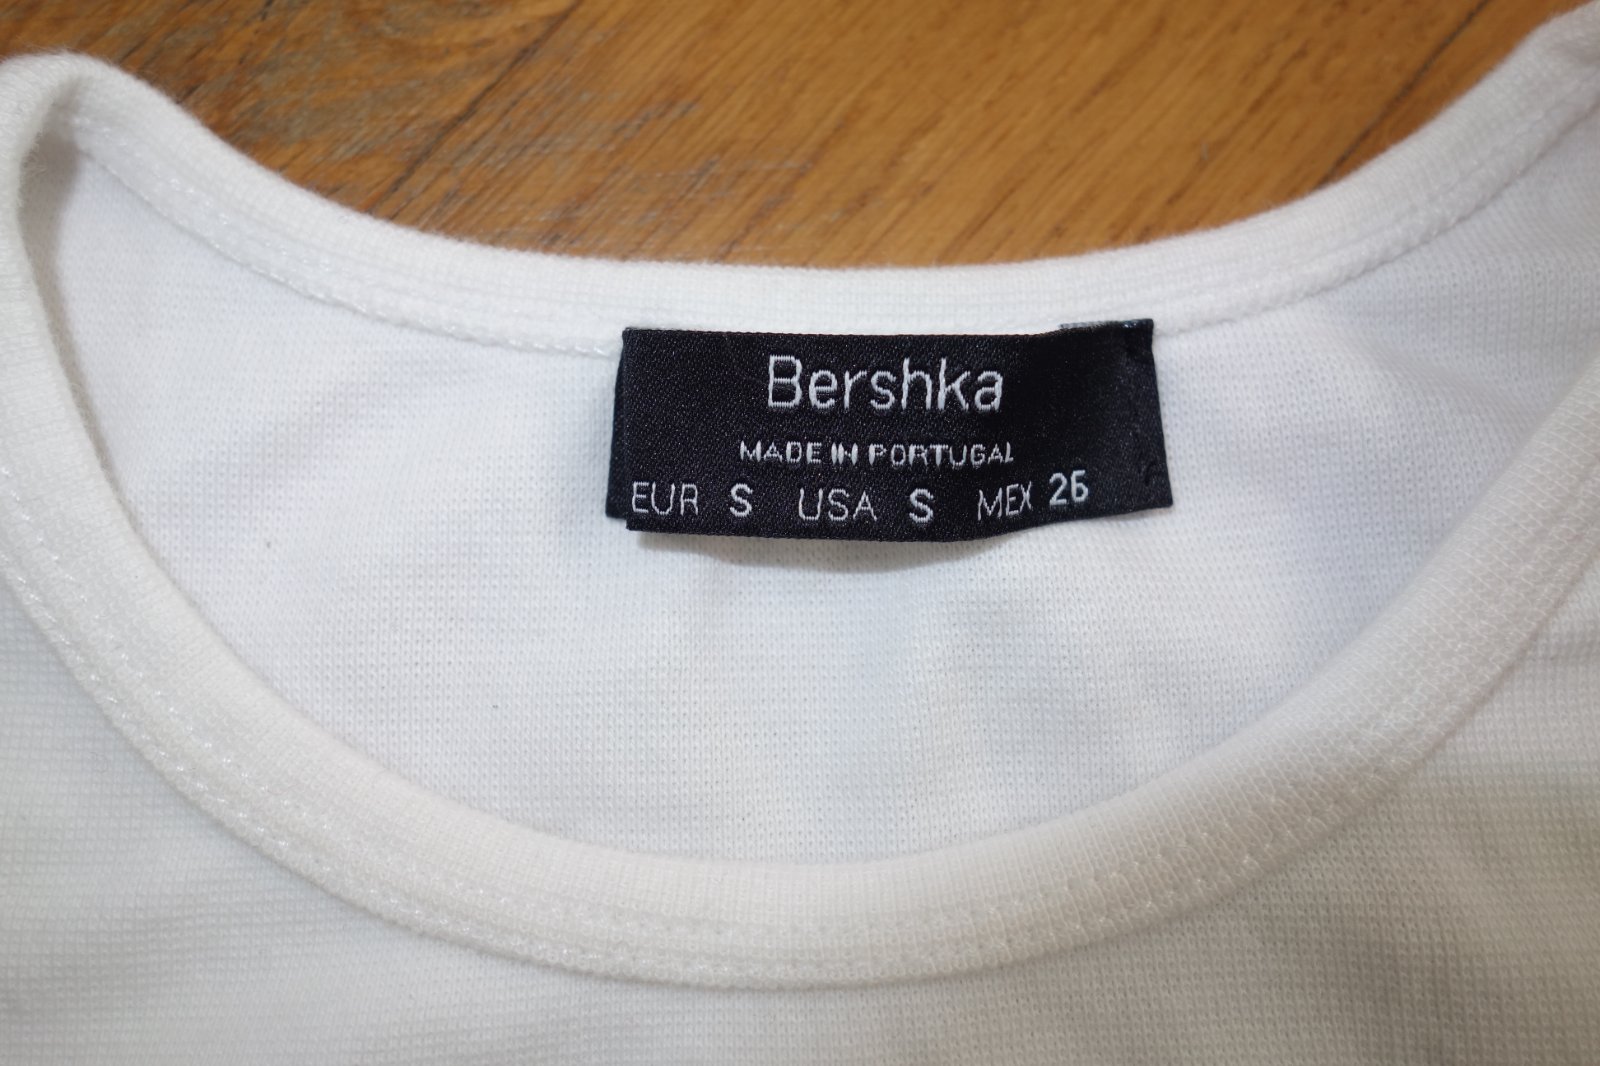 Bershka
MADE IN PORTUGAL
EUR S USA S MEX 26